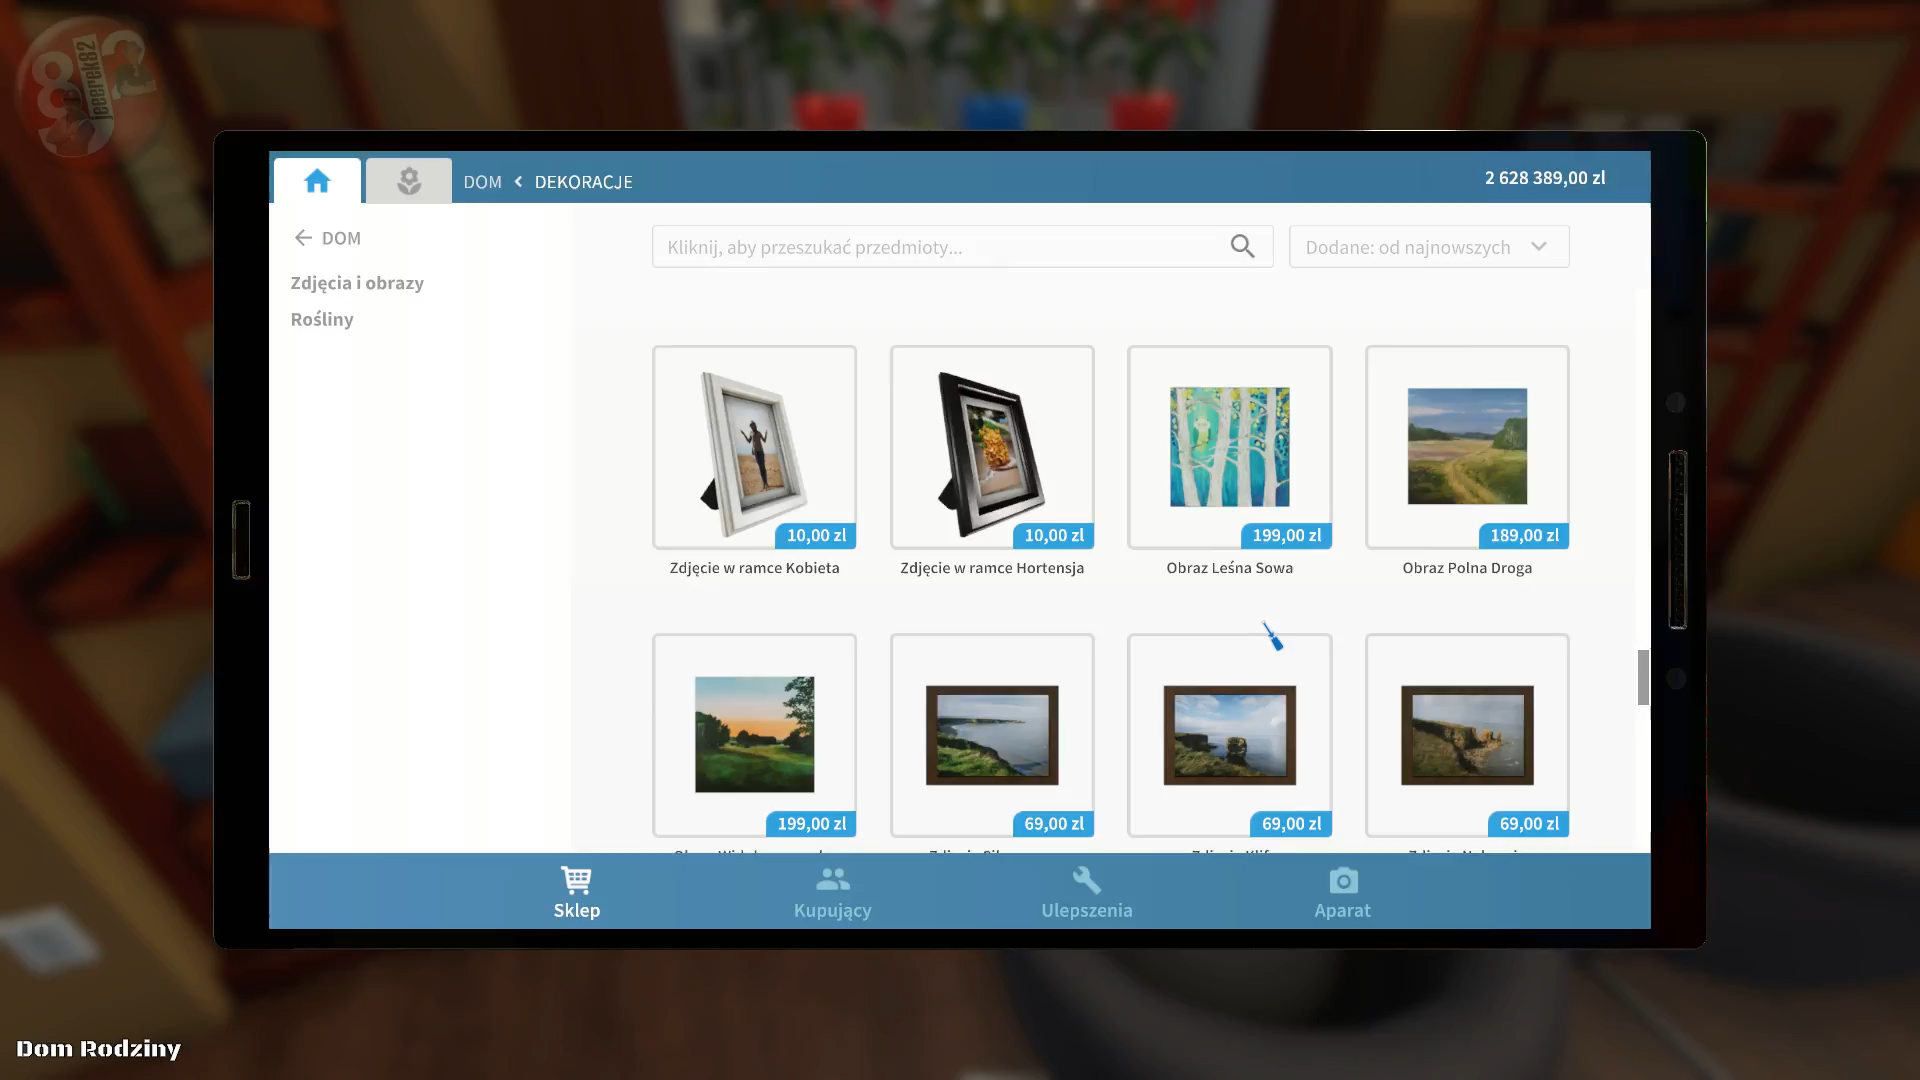 jeeerek82
DOM < DEKORACJE
2 628 389,00 zl
DOM
Kliknij, aby przeszukać przedmioty...
Dodane: od najnowszych
Zdjęcia i obrazy
Rośliny
10,00 zl
10,00 zl
199,00 zl
189,00 zl
Zdjęcie w ramce Kobieta
Zdjęcie w ramce Hortensja
Obraz Leśna Sowa
Obraz Polna Droga
199,00 zl
69,00 zl
69,00 zl
69,00 zl
Sklep
Kupujący
Ulepszenia
Aparat
Dom Rodziny